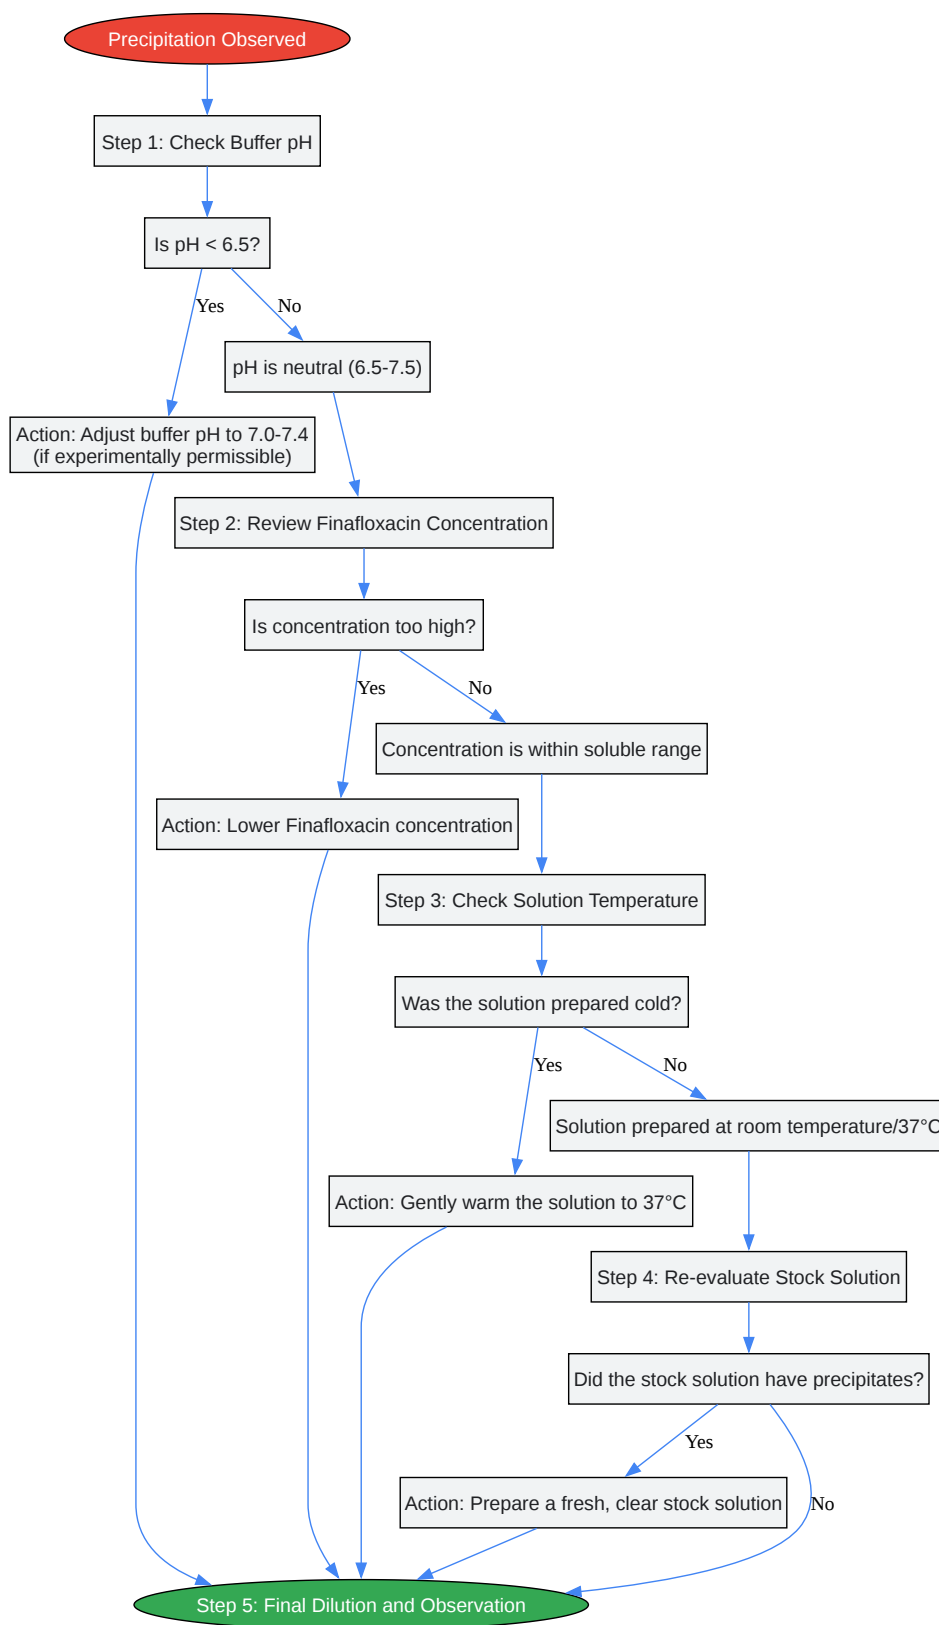 Precipitation Observed
Step 1: Check Buffer pH
Is pH < 6.5?
Yes
No
pH is neutral (6.5-7.5)
Action: Adjust buffer pH to 7.0-7.4
(if experimentally permissible)
Step 2: Review Finafloxacin Concentration
Is concentration too high?
Yes
No
Concentration is within soluble range
Action: Lower Finafloxacin concentration
Step 3: Check Solution Temperature
Was the solution prepared cold?
Yes
No
Solution prepared at room temperature/37°C
Action: Gently warm the solution to 37°C
Step 4: Re-evaluate Stock Solution
Did the stock solution have precipitates?
Yes
Action: Prepare a fresh, clear stock solution
No
Step 5: Final Dilution and Observation